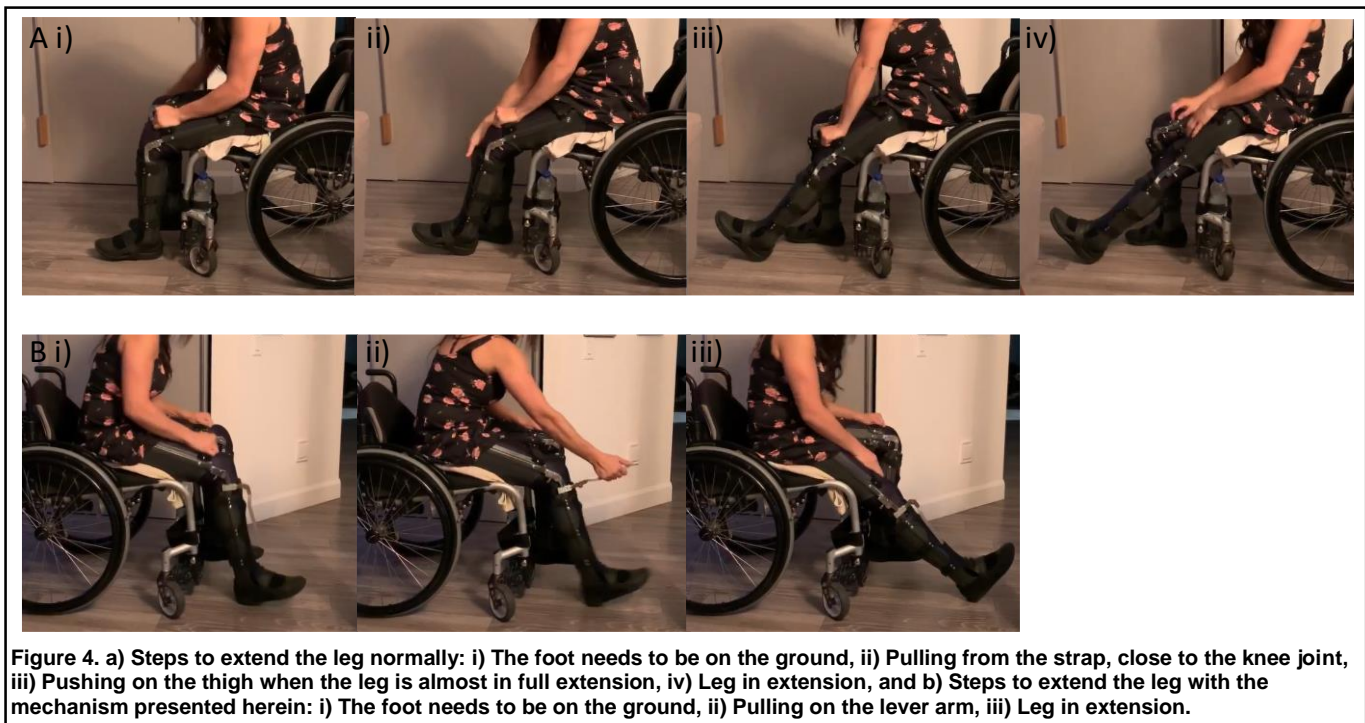 A i)
ii)
iii)
iv)
B i)
ii)
iii)
Figure 4. a) Steps to extend the leg normally: i) The foot needs to be on the ground, ii) Pulling from the strap, close to the knee joint,
iii) Pushing on the thigh when the leg is almost in full extension, iv) Leg in extension, and b) Steps to extend the leg with the
mechanism presented herein: i) The foot needs to be on the ground, ii) Pulling on the lever arm, iii) Leg in extension.